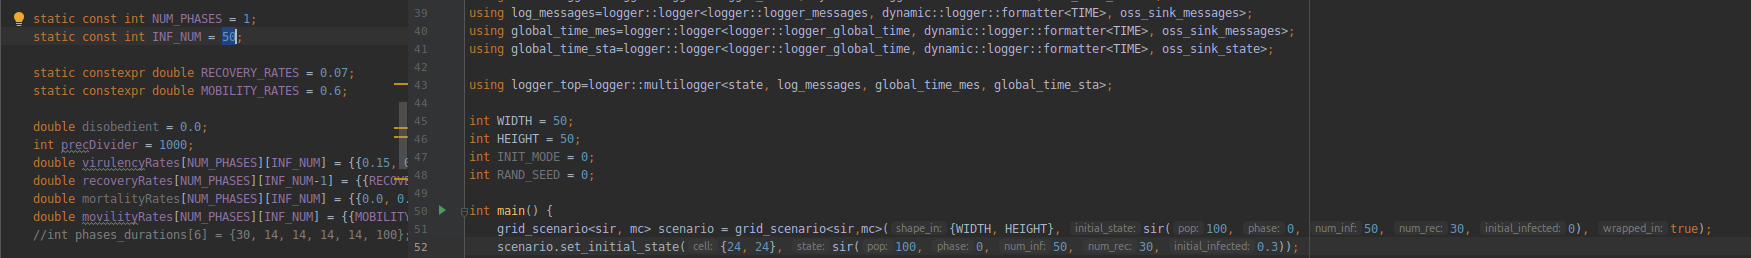 static const int NUM_PHASES = 1;
static const int INF_NUM = 50;
static constexpr double RECOVERY_RATES = 0.07;
static constexpr double MOBILITY_RATES = 0.6;
double disobedient = 0.0;
int precDivider = 1000;
double virulencyRates[NUM_PHASES][INF_NUM] = {{0.15,
double recoveryRates[NUM_PHASES][INF_NUM-1] = {{RECOVE
double mortalityRates[NUM_PHASES][INF_NUM] = {{0.0, 0.
double movilityRates[NUM_PHASES][INF_NUM] = {{MOBILITY
//int phases_durations[6] = {30, 14, 14, 14, 14, 100};
39 using log_messages=logger::logger<logger::logger_messages, dynamic::logger::formatter<TIME>, oss_sink_messages>;
40 using global_time_mes=logger::logger<logger::logger_global_time, dynamic::logger::formatter<TIME>, oss_sink_messages>;
41 using global_time_sta=logger::logger<logger::logger_global_time, dynamic::logger::formatter<TIME>, oss_sink_state>;
42
43 using logger_top=logger::multilogger<state, log_messages, global_time_mes, global_time_sta>;
44
45 int WIDTH = 50;
46 int HEIGHT = 50;
47 int INIT_MODE = 0;
48 int RAND_SEED = 0;
49
50 int main() {
51 grid_scenario<sir, mc> scenario = grid_scenario<sir,mc>( shape_in: {WIDTH, HEIGHT}, initial_state: sir( pop: 100, phase: 0, num_inf: 50, num_rec: 30, initial_infected: 0), wrapped_in: true);
52 scenario.set_initial_state( cell: {24, 24}, state: sir( pop: 100, phase: 0, num_inf: 50, num_rec: 30, initial_infected: 0.3));